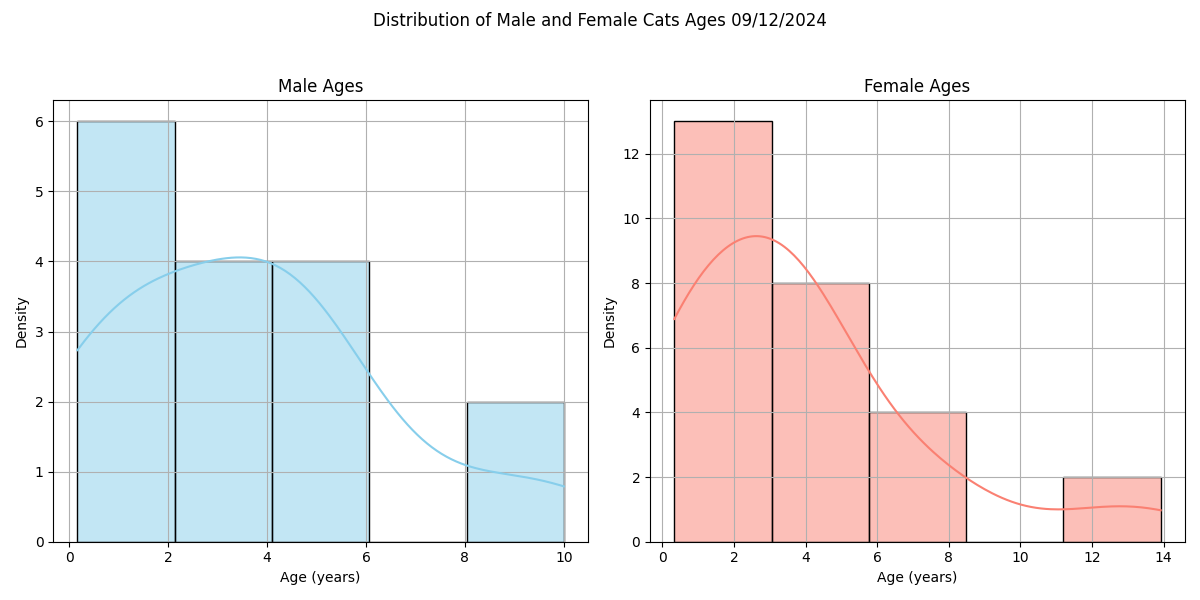 Distribution of Male and Female Cats Ages 09/12/2024
Male Ages
Density
6
5
4
3
2
1
0
0 2 4 6 8 10
Age (years)
Female Ages
Density
12
10
8
6
4
2
0
0 2 4 6 8 10 12 14
Age (years)